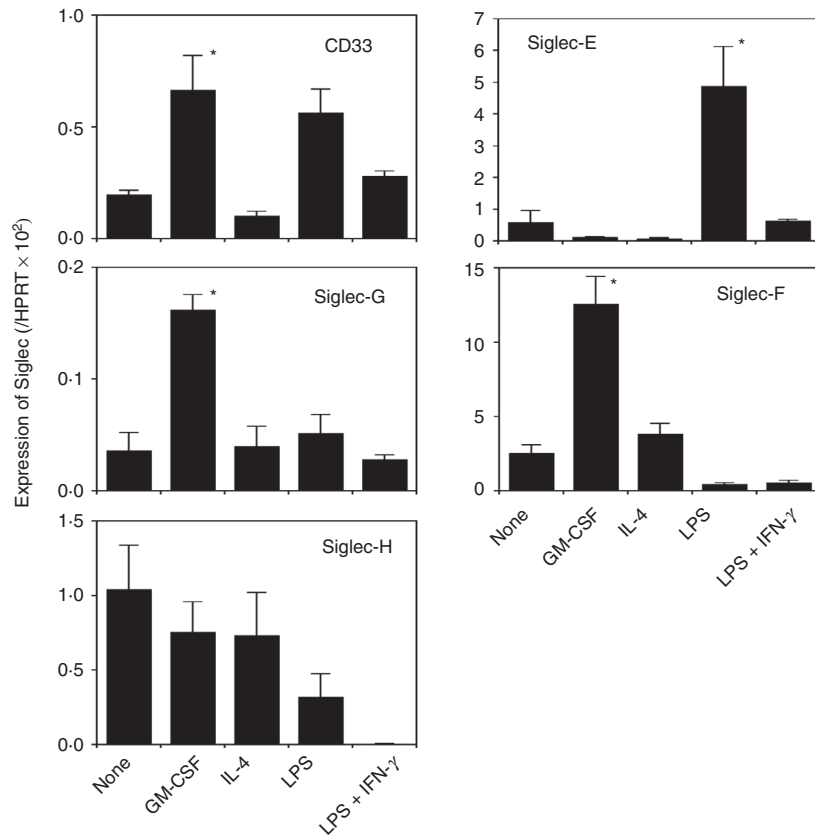 Expression of Siglec (/HPRT × 10²)
CD33
1·0
*
0·5
0·0
Siglec-E
7
*
6
5
4
3
2
1
0
Siglec-G
0·2
*
0·1
0·0
Siglec-F
15
*
10
5
0
None
GM-CSF
IL-4
LPS
LPS + IFN-γ
Siglec-H
1·5
1·0
0·5
0·0
None
GM-CSF
IL-4
LPS
LPS + IFN-γ